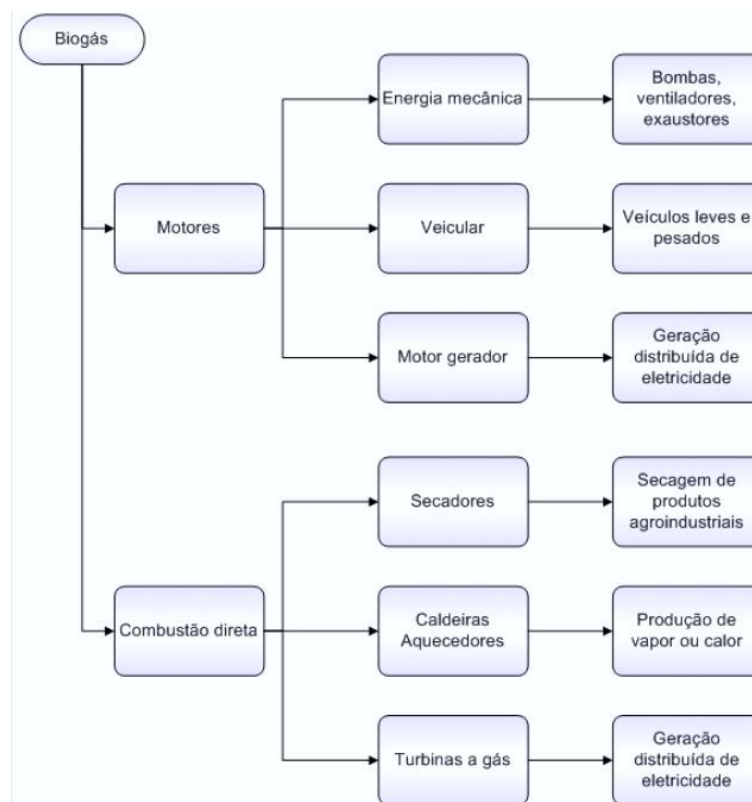 Biogás
Energia mecânica
Bombas,
ventiladores,
exaustores
Motores
Veicular
Veículos leves e
pesados
Motor gerador
Geração
distribuída de
eletricidade
Secadores
Secagem de
produtos
agroindustriais
Combustão direta
Caldeiras
Aquecedores
Produção de
vapor ou calor
Turbinas a gás
Geração
distribuída de
eletricidade